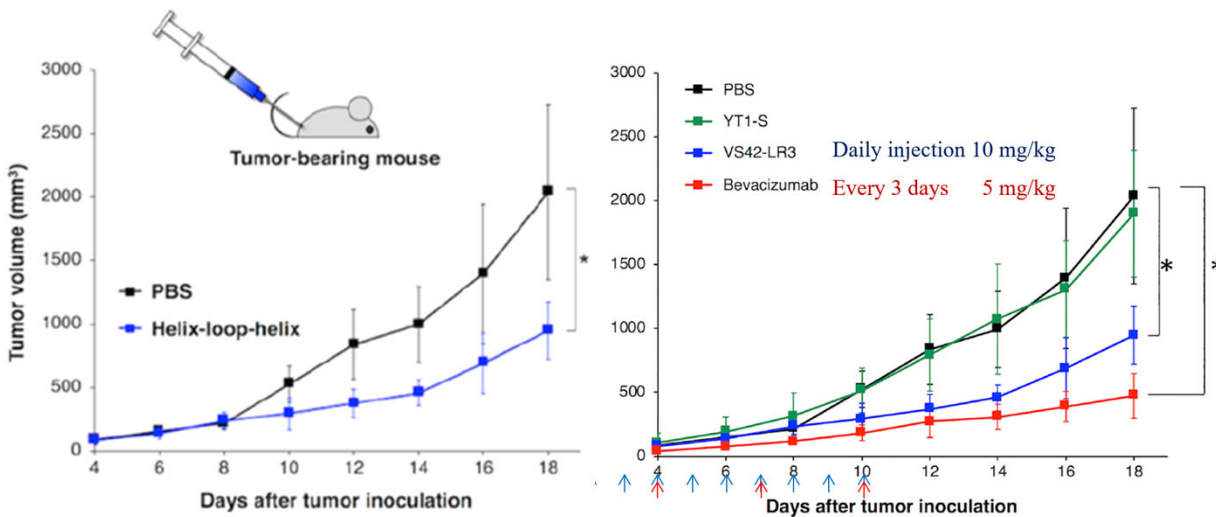 3000
2500
2000
1500
1000
500
0
4 6 8 10 12 14 16 18
Tumor volume (mm³)
Days after tumor inoculation
Tumor-bearing mouse
PBS
Helix-loop-helix
*
3000
2500
2000
1500
1000
500
0
4 6 8 10 12 14 16 18
Days after tumor inoculation
PBS
YT1-S
VS42-LR3 Daily injection 10 mg/kg
Bevacizumab Every 3 days 5 mg/kg
* *